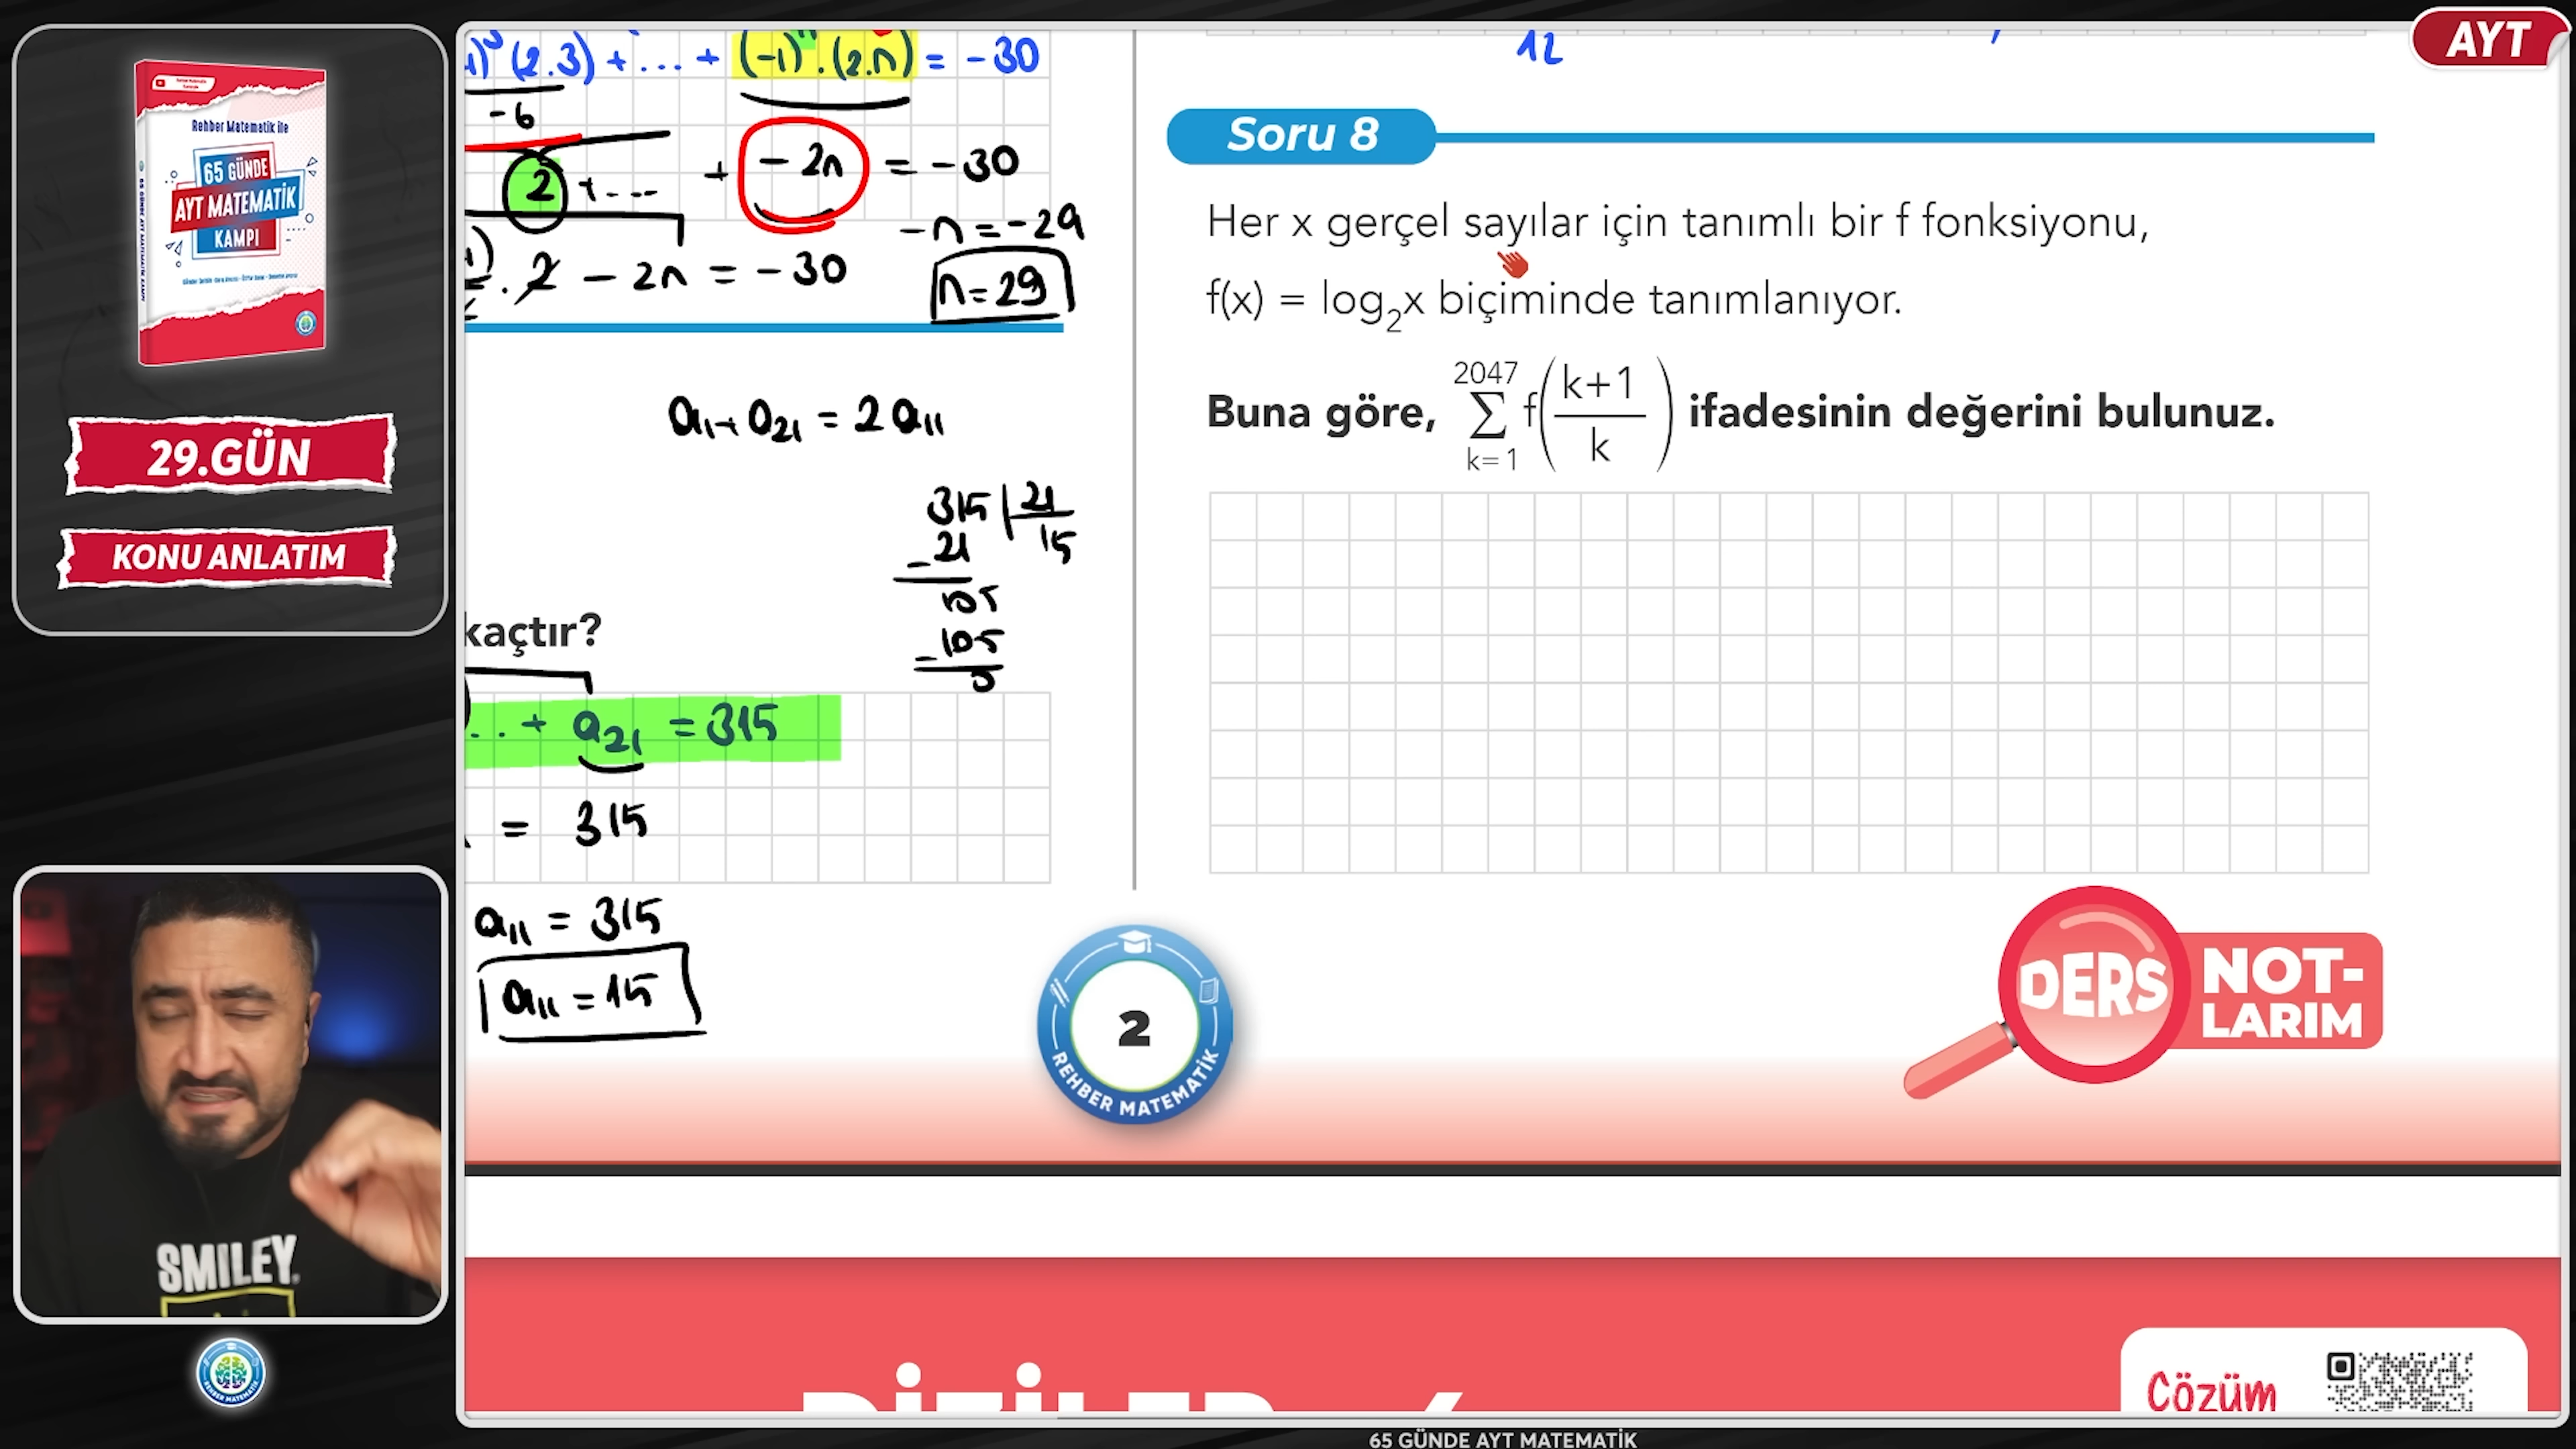 Rehber Matematik ile
65 GÜNDE
AYT MATEMATİK
KAMPI
29.GÜN
KONU ANLATIM
SMILEY
(2.3) + ... + (-1)ⁿ.(2.n) = -30
-6
2 + ... + -2n = -30
-n = -29
. 2 - 2n = -30
n = 29
a₁ + a₂₁ = 2a₁₁
315 | 21
- 21 15
105
- 105
0
kaçtır?
.. + a₂₁ = 315
= 315
a₁₁ = 315
a₁₁ = 15
AYT
12
Soru 8
Her x gerçel sayılar için tanımlı bir f fonksiyonu,
f(x) = log₂x biçiminde tanımlanıyor.
Buna göre, 2047 ∑ k=1 f(k+1/k) ifadesinin değerini bulunuz.
DERS NOT-
LARIM
2
REHBER MATEMATİK
Çözüm
65 GÜNDE AYT MATEMATİK